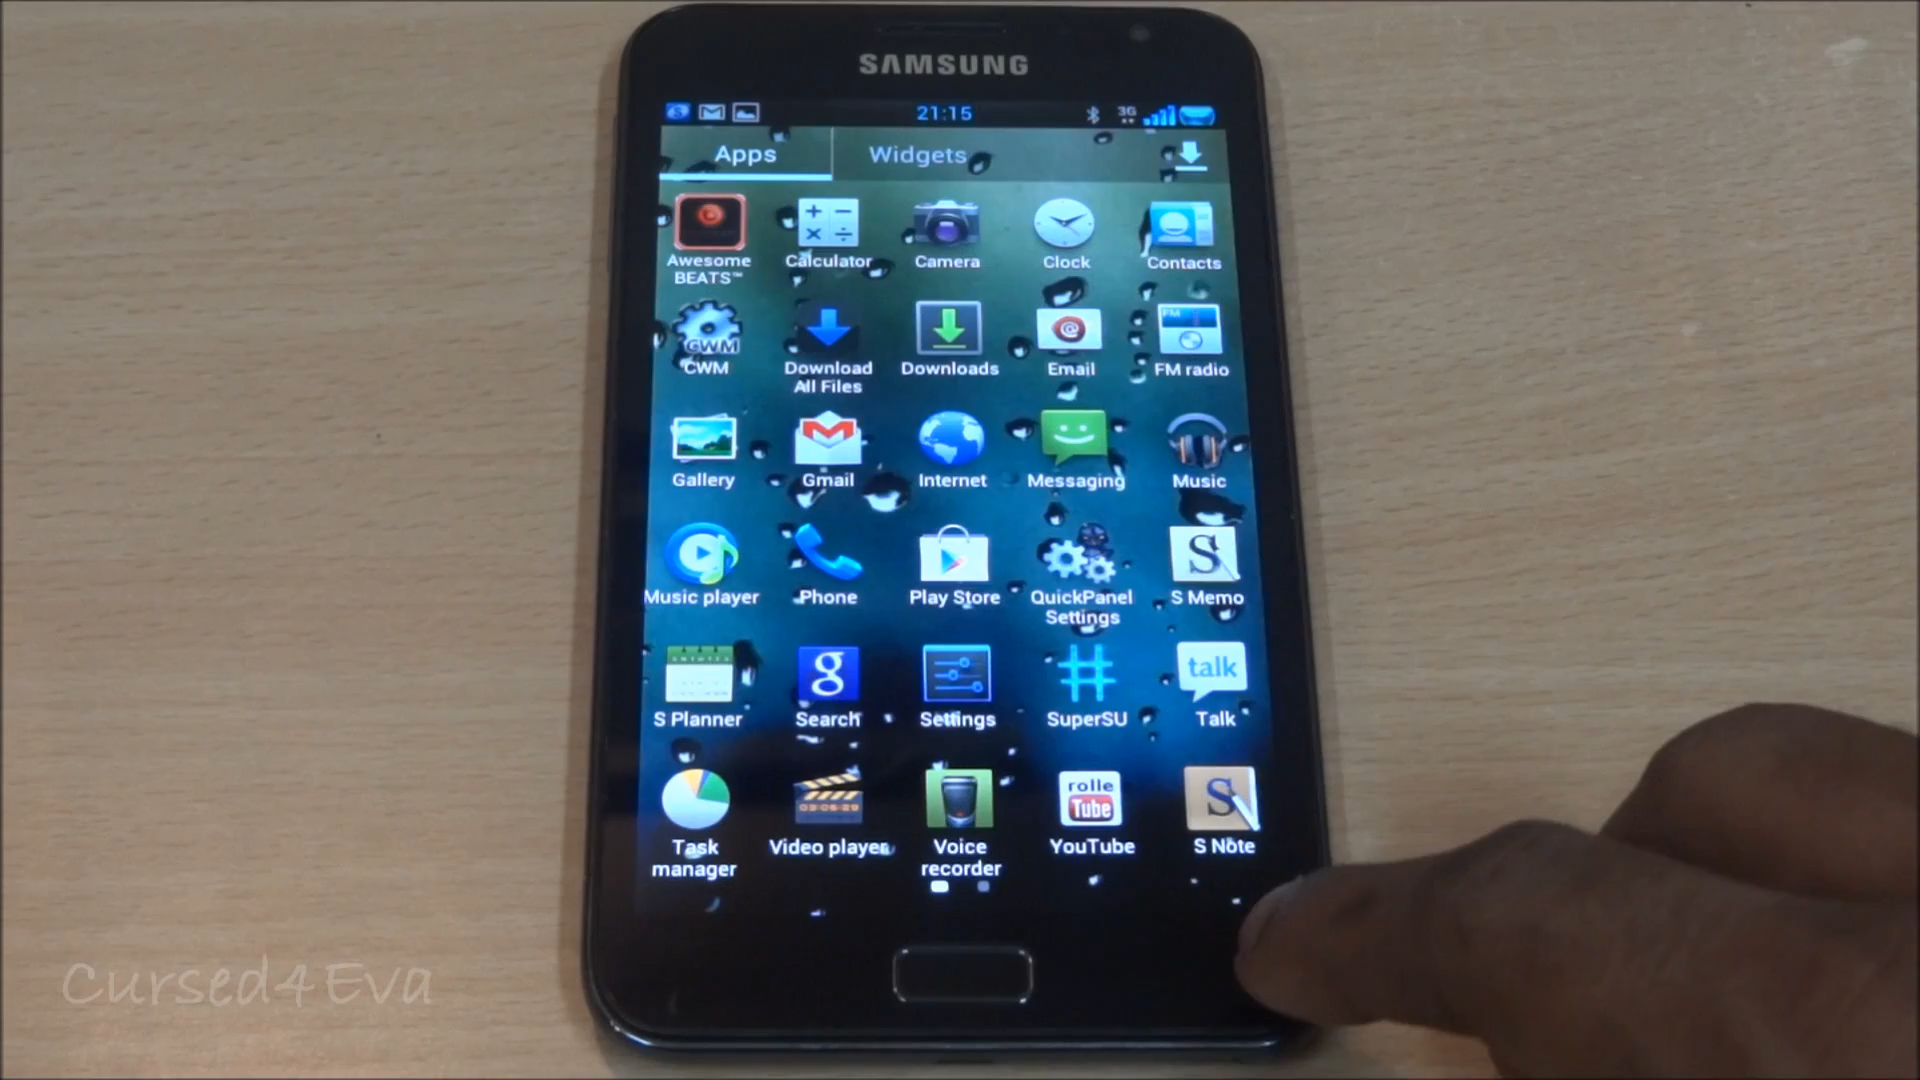 SAMSUNG
21:15
3G
Apps
Widgets
Awesome BEATS™
Calculator
Camera
Clock
Contacts
CWM
CWM
Download All Files
Downloads
Email
FM
FM radio
Gallery
Gmail
Internet
Messaging
Music
Music player
Phone
Play Store
QuickPanel Settings
S
S Memo
S Planner
g
Search
Settings
SuperSU
talk
Talk
Task manager
Video player
Voice recorder
rolle
Tube
YouTube
S
S Note
Cursed4Eva